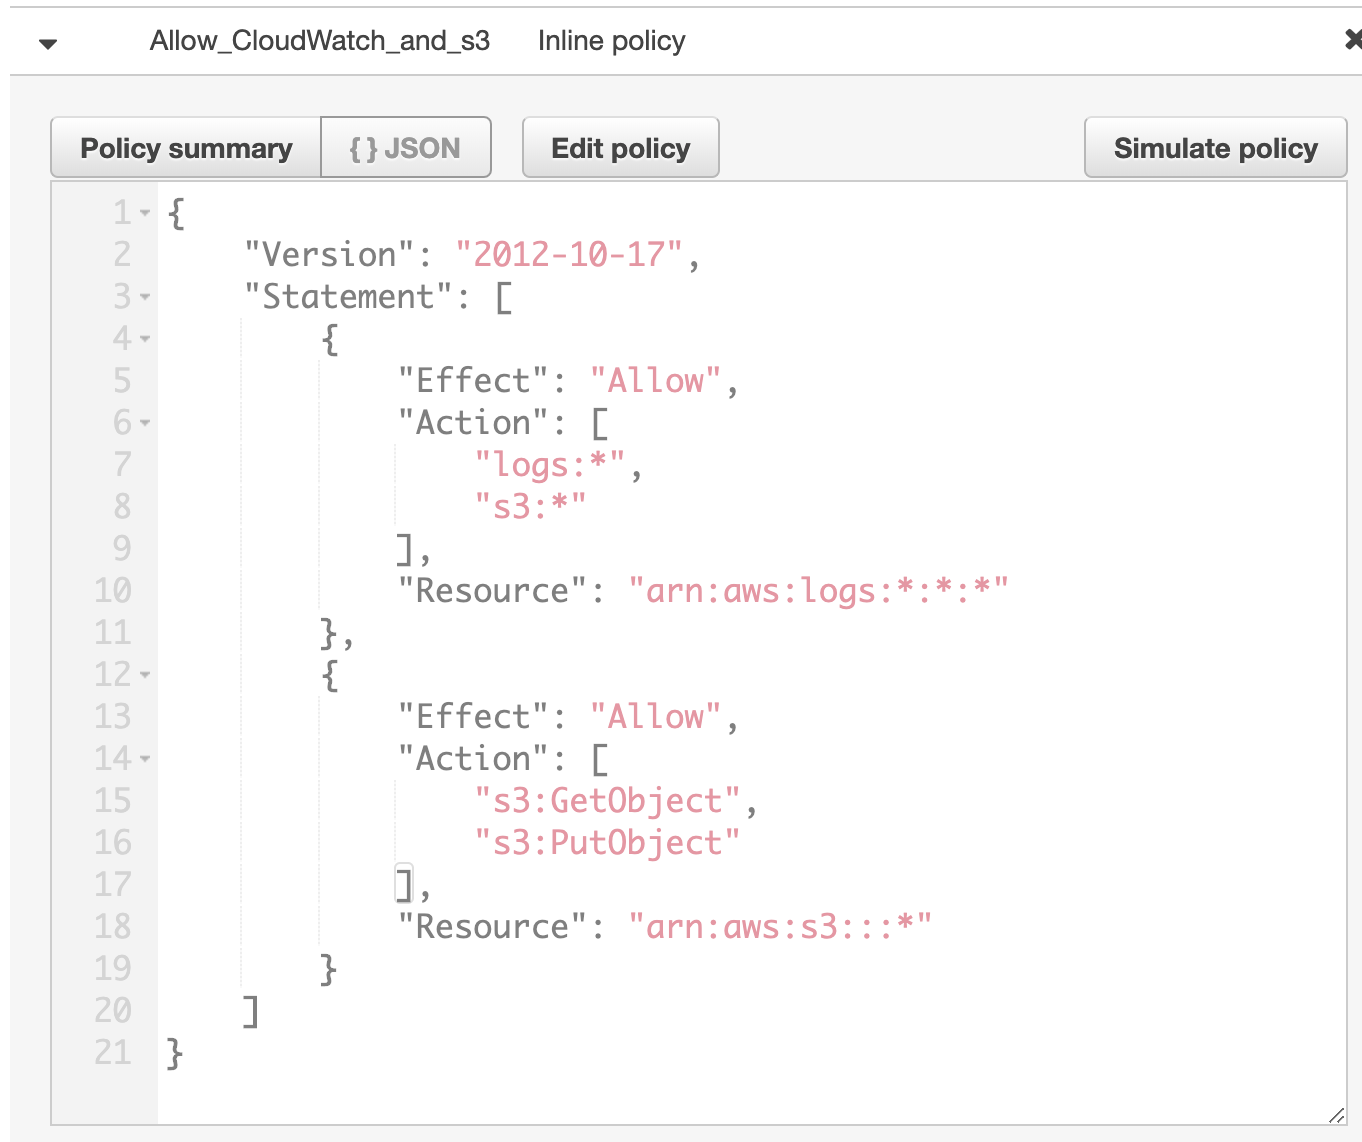 Allow_CloudWatch_and_s3 Inline policy ✖
Policy summary { } JSON Edit policy Simulate policy
1 {
2     "Version": "2012-10-17",
3     "Statement": [
4         {
5             "Effect": "Allow",
6             "Action": [
7                 "logs:*",
8                 "s3:*"
9             ],
10             "Resource": "arn:aws:logs:*:*:*"
11         },
12         {
13             "Effect": "Allow",
14             "Action": [
15                 "s3:GetObject",
16                 "s3:PutObject"
17             ],
18             "Resource": "arn:aws:s3:::*"
19         }
20     ]
21 }